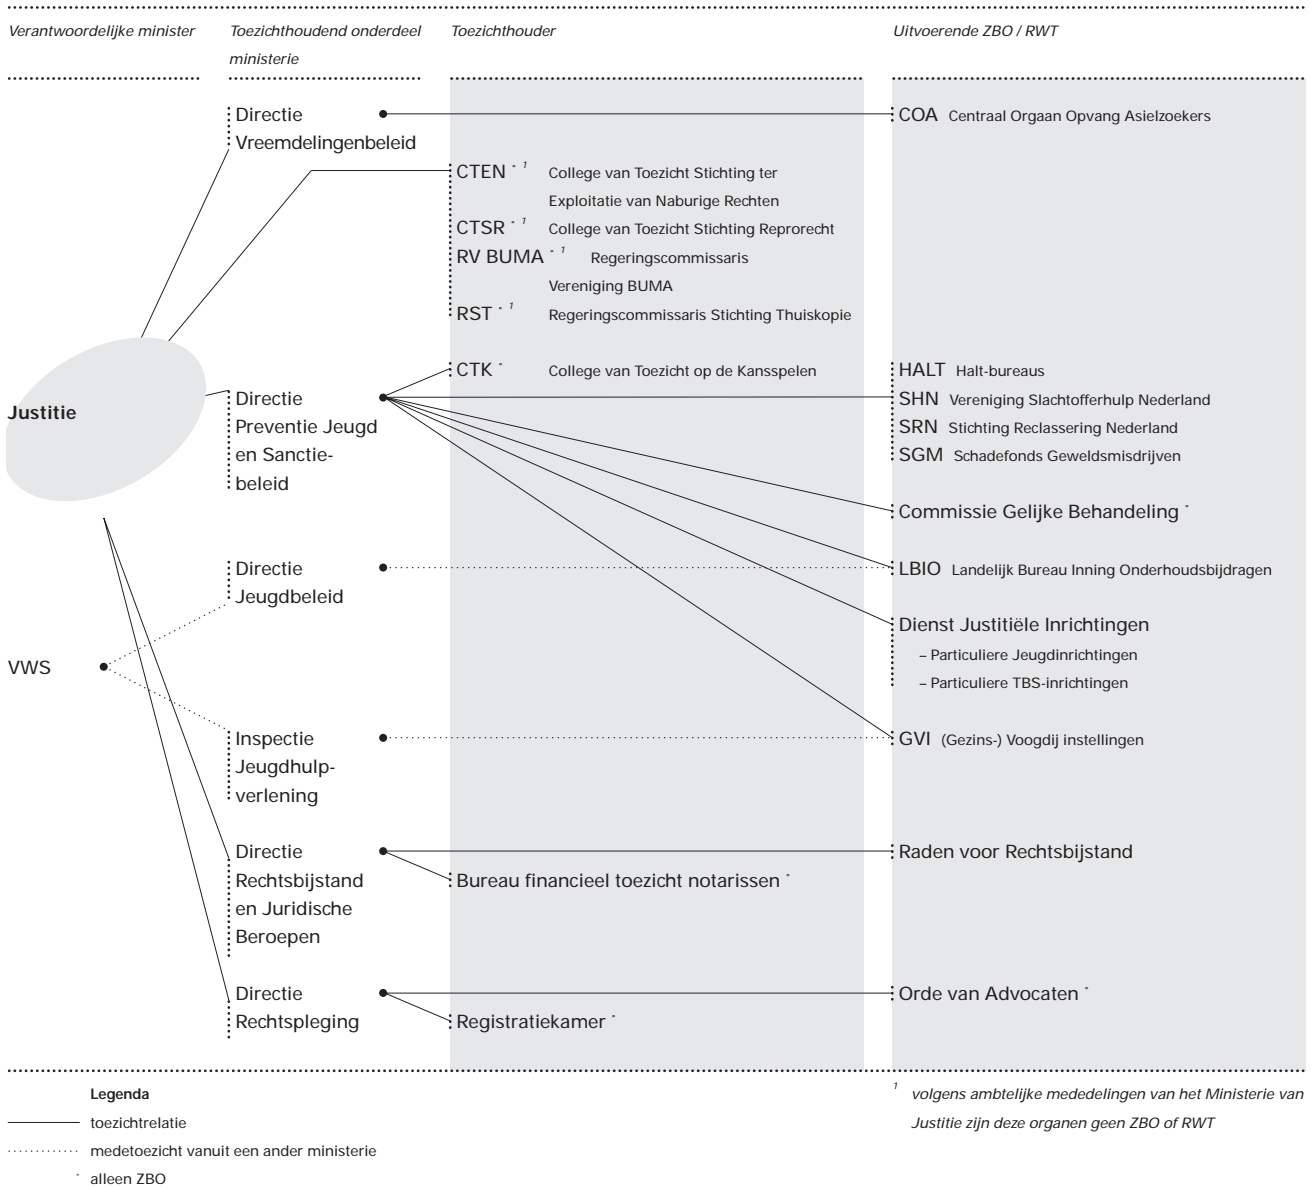 Verantwoordelijke minister
Toezichthoudend onderdeel
ministerie
Toezichthouder
Uitvoerende ZBO / RWT
Directie
Vreemdelingenbeleid
COA Centraal Orgaan Opvang Asielzoekers
CTEN * 1 College van Toezicht Stichting ter
Exploitatie van Naburige Rechten
CTSR * 1 College van Toezicht Stichting Reprorecht
RV BUMA * 1 Regeringscommissaris
Vereniging BUMA
RST * 1 Regeringscommissaris Stichting Thuiskopie
Justitie
Directie
Preventie Jeugd
en Sanctie-
beleid
CTK * College van Toezicht op de Kansspelen
HALT Halt-bureaus
SHN Vereniging Slachtofferhulp Nederland
SRN Stichting Reclassering Nederland
SGM Schadefonds Geweldsmisdrijven
Commissie Gelijke Behandeling *
Directie
Jeugdbeleid
LBIO Landelijk Bureau Inning Onderhoudsbijdragen
Dienst Justitiële Inrichtingen
– Particuliere Jeugdinrichtingen
– Particuliere TBS-inrichtingen
VWS
Inspectie
Jeugdhulp-
verlening
GVI (Gezins-) Voogdij instellingen
Directie
Rechtsbijstand
en Juridische
Beroepen
Raden voor Rechtsbijstand
Bureau financieel toezicht notarissen *
Directie
Rechtspleging
Orde van Advocaten *
Registratiekamer *
Legenda
toezichtrelatie
medetoezicht vanuit een ander ministerie
* alleen ZBO
1 volgens ambtelijke mededelingen van het Ministerie van
Justitie zijn deze organen geen ZBO of RWT